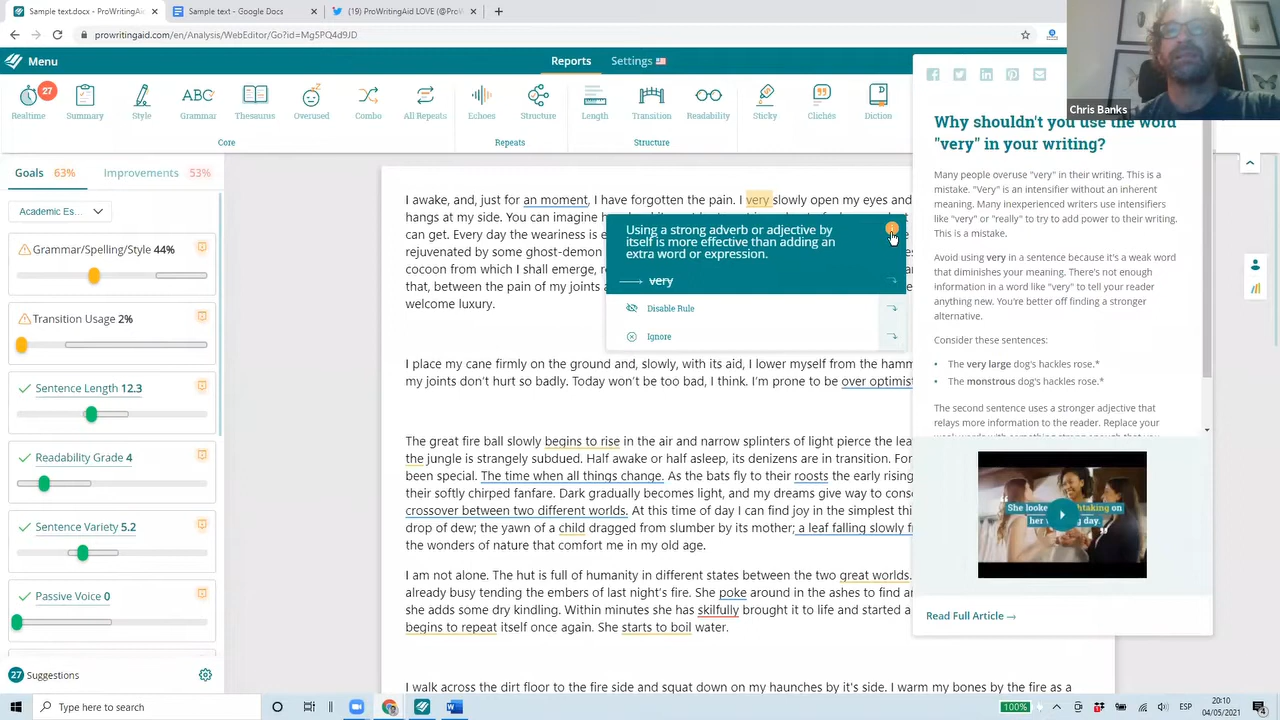 Sample text.docx
Sample text - Google Docs
(19) ProWritingAid LOVE (@ProW
prowritingaid.com/en/Analysis/WebEditor/Go?id=Mg5PQ4d9JD
Menu
Reports
Settings
Chris Banks
27
Realtime
Summary
Style
ABC
Grammar
Thesaurus
Overused
Combo
All Repeats
Echoes
Structure
Length
Transition
Readability
Sticky
Clichés
Diction
Core
Repeats
Structure
Goals 63%
Improvements 53%
Academic Es...
Grammar/Spelling/Style 44%
Transition Usage 2%
Sentence Length 12.3
Readability Grade 4
Sentence Variety 5.2
Passive Voice 0
27 Suggestions
I awake, and, just for an moment, I have forgotten the pain. I very slowly open my eyes and
hangs at my side. You can imagine
can get. Every day the weariness is e
rejuvenated by some ghost-demon
cocoon from which I shall emerge, r
that, between the pain of my joints
welcome luxury.
Using a strong adverb or adjective by
itself is more effective than adding an
extra word or expression.
very
Disable Rule
Ignore
I place my cane firmly on the ground and, slowly, with its aid, I lower myself from the hamm
my joints don't hurt so badly. Today won't be too bad, I think. I'm prone to be over optimist
The great fire ball slowly begins to rise in the air and narrow splinters of light pierce the lea
the jungle is strangely subdued. Half awake or half asleep, its denizens are in transition. For
been special. The time when all things change. As the bats fly to their roosts the early rising
their softly chirped fanfare. Dark gradually becomes light, and my dreams give way to cons
crossover between two different worlds. At this time of day I can find joy in the simplest thi
drop of dew; the yawn of a child dragged from slumber by its mother; a leaf falling slowly fr
the wonders of nature that comfort me in my old age.
I am not alone. The hut is full of humanity in different states between the two great worlds.
already busy tending the embers of last night's fire. She poke around in the ashes to find an
she adds some dry kindling. Within minutes she has skilfully brought it to life and started a
begins to repeat itself once again. She starts to boil water.
I walk across the dirt floor to the fire side and squat down on my haunches by it's side. I warm my bones by the fire as a
Why shouldn't you use the word
"very" in your writing?
Many people overuse "very" in their writing. This is a
mistake. "Very" is an intensifier without an inherent
meaning. Many inexperienced writers use intensifiers
like "very" or "really" to try to add power to their writing.
This is a mistake.
Avoid using very in a sentence because it's a weak word
that diminishes your meaning. There's not enough
information in a word like "very" to tell your reader
anything new. You're better off finding a stronger
alternative.
Consider these sentences:
• The very large dog's hackles rose.*
• The monstrous dog's hackles rose.*
The second sentence uses a stronger adjective that
relays more information to the reader. Replace your
She looke
htaking on
her
day.
Read Full Article →
Type here to search
100%
ESP
20:10
04/05/2021
4